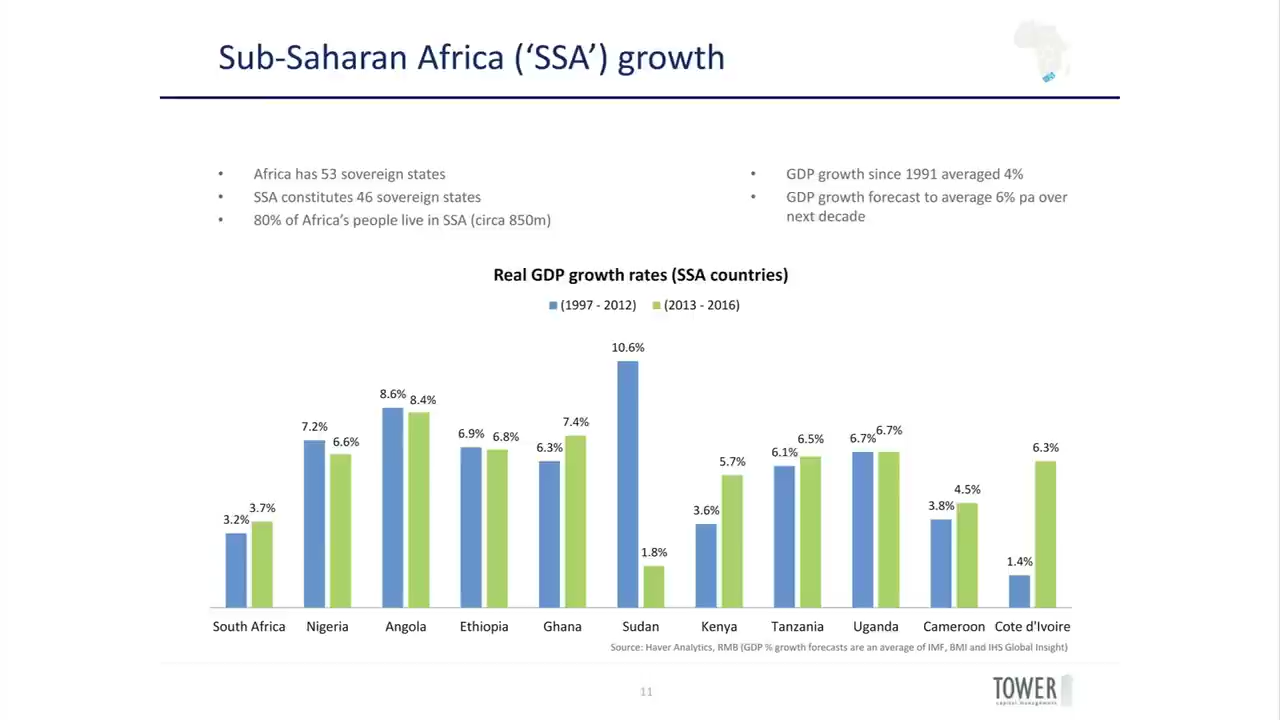 Sub-Saharan Africa (‘SSA’) growth
• Africa has 53 sovereign states
• SSA constitutes 46 sovereign states
• 80% of Africa’s people live in SSA (circa 850m)
• GDP growth since 1991 averaged 4%
• GDP growth forecast to average 6% pa over
next decade
Real GDP growth rates (SSA countries)
(1997 - 2012) (2013 - 2016)
3.2% 3.7% 7.2% 6.6% 8.6% 8.4% 6.9% 6.8% 6.3% 7.4% 10.6% 1.8% 3.6% 5.7% 6.1% 6.5% 6.7% 6.7% 3.8% 4.5% 1.4% 6.3%
South Africa Nigeria Angola Ethiopia Ghana Sudan Kenya Tanzania Uganda Cameroon Cote d'Ivoire
Source: Haver Analytics, RMB (GDP % growth forecasts are an average of IMF, BMI and IHS Global Insight)
11
TOWER
capital management